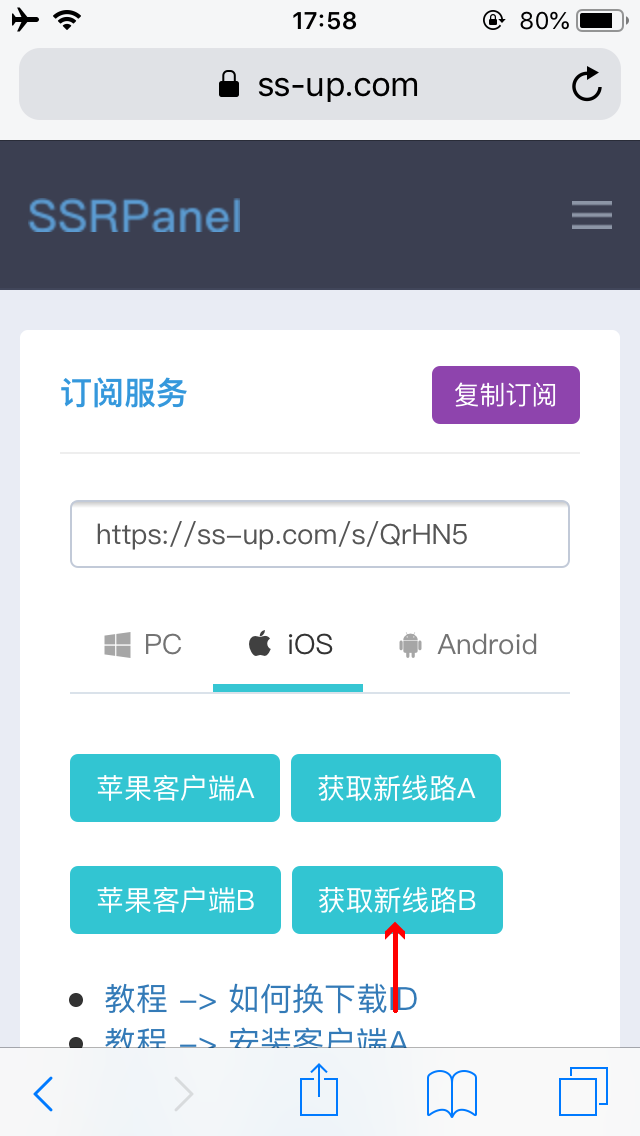 17:58
80%
ss-up.com
SSRPanel
订阅服务
复制订阅
https://ss-up.com/s/QrHN5
PC
iOS
Android
苹果客户端A
获取新线路A
苹果客户端B
获取新线路B
教程 -> 如何换下载ID
教程 -> 安装客户端A